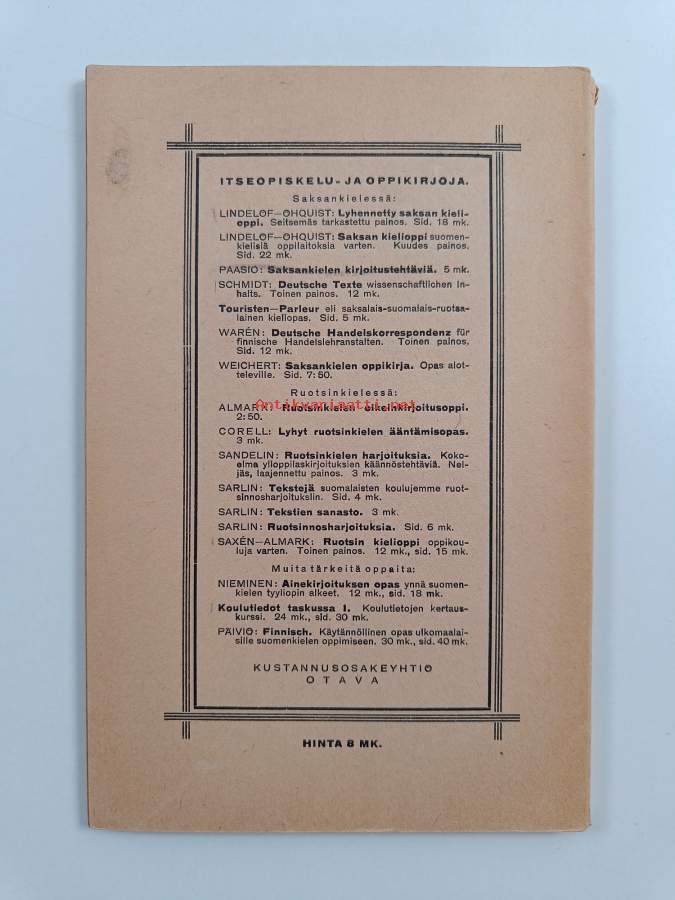 ITSEOPISKELU- JA OPPIKIRJOJA.
Saksankielessä:
LINDELÖF—ÖHQUIST: Lyhennetty saksan kieli-
oppi. Seitsemäs tarkastettu painos. Sid. 18 mk.
LINDELÖF—ÖHQUIST: Saksan kielioppi suomen-
kielisiä oppilaitoksia varten. Kuudes painos.
Sid. 22 mk.
PAASIO: Saksankielen kirjoitustehtäviä. 5 mk.
SCHMIDT: Deutsche Texte wissenschaftlichen In-
halts. Toinen painos. 12 mk.
Touristen—Parleur eli saksalais-suomalais-ruotsa-
lainen kieliopas. Sid. 5 mk.
WARÉN: Deutsche Handelskorrespondenz für
finnische Handelslehranstalten. Toinen painos.
Sid. 12 mk.
WEICHERT: Saksankielen oppikirja. Opas alot-
televille. Sid. 7:50.
Ruotsinkielessä:
Antikvariaatti.net
ALMARK: Ruotsinkielen oikeinkirjoitusoppi.
2:50.
CORELL: Lyhyt ruotsinkielen ääntämisopas.
3 mk.
SANDELIN: Ruotsinkielen harjoituksia. Koko-
elma ylioppilaskirjoituksien käännöstehtäviä. Nel-
jäs, laajennettu painos. 3 mk.
SARLIN: Tekstejä suomalaisten koulujemme ruot-
sinnosharjoituksiin. Sid. 4 mk.
SARLIN: Tekstien sanasto. 3 mk.
SARLIN: Ruotsinnosharjoituksia. Sid. 6 mk.
SAXÉN—ALMARK: Ruotsin kielioppi oppikou-
luja varten. Toinen painos. 12 mk., sid. 15 mk.
Muita tärkeitä oppaita:
NIEMINEN: Ainekirjoituksen opas ynnä suomen-
kielen tyyliopin alkeet. 12 mk., sid. 18 mk.
Koulutiedot taskussa I. Koulutietojen kertaus-
kurssi. 24 mk., sid. 30 mk.
PÄIVIÖ: Finnisch. Käytännöllinen opas ulkomaalai-
sille suomenkielen oppimiseen. 30 mk., sid. 40 mk.
KUSTANNUSOSAKEYHTIÖ
OTAVA
HINTA 8 MK.